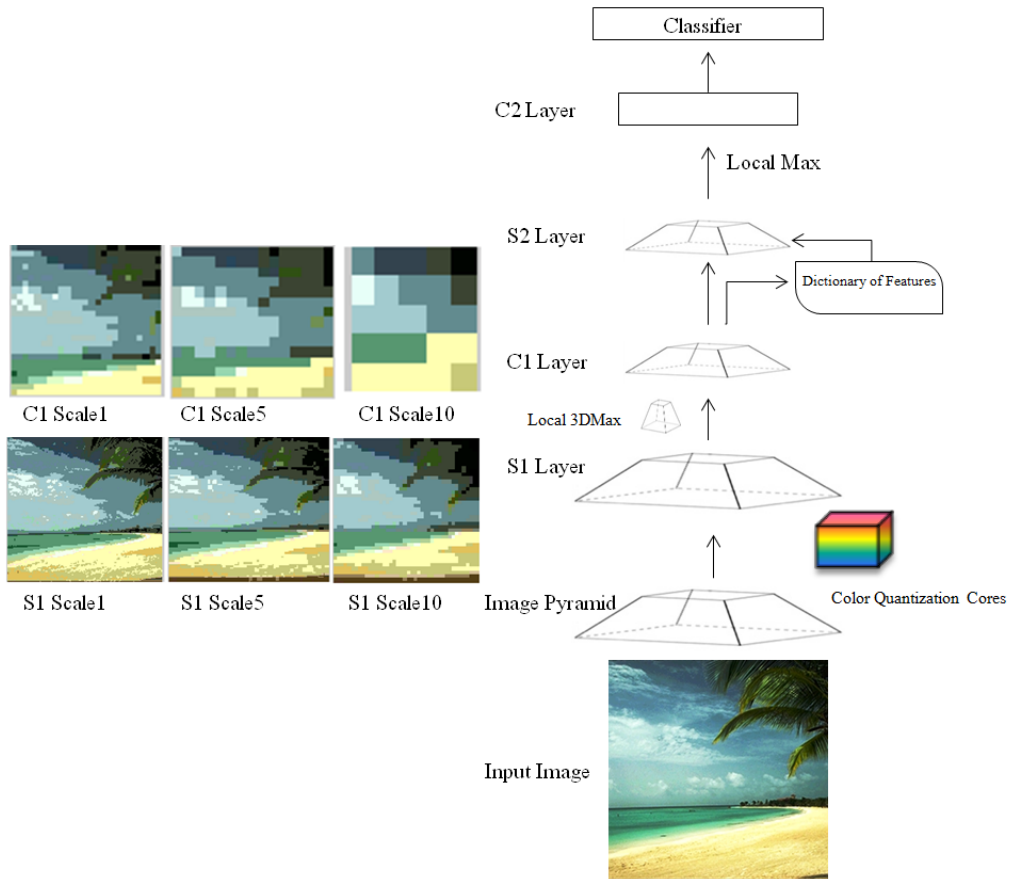 Classifier
C2 Layer
Local Max
S2 Layer
Dictionary of Features
C1 Layer
C1 Scale1
C1 Scale5
C1 Scale10
Local 3DMax
S1 Layer
S1 Scale1
S1 Scale5
S1 Scale10
Image Pyramid
Color Quantization Cores
Input Image